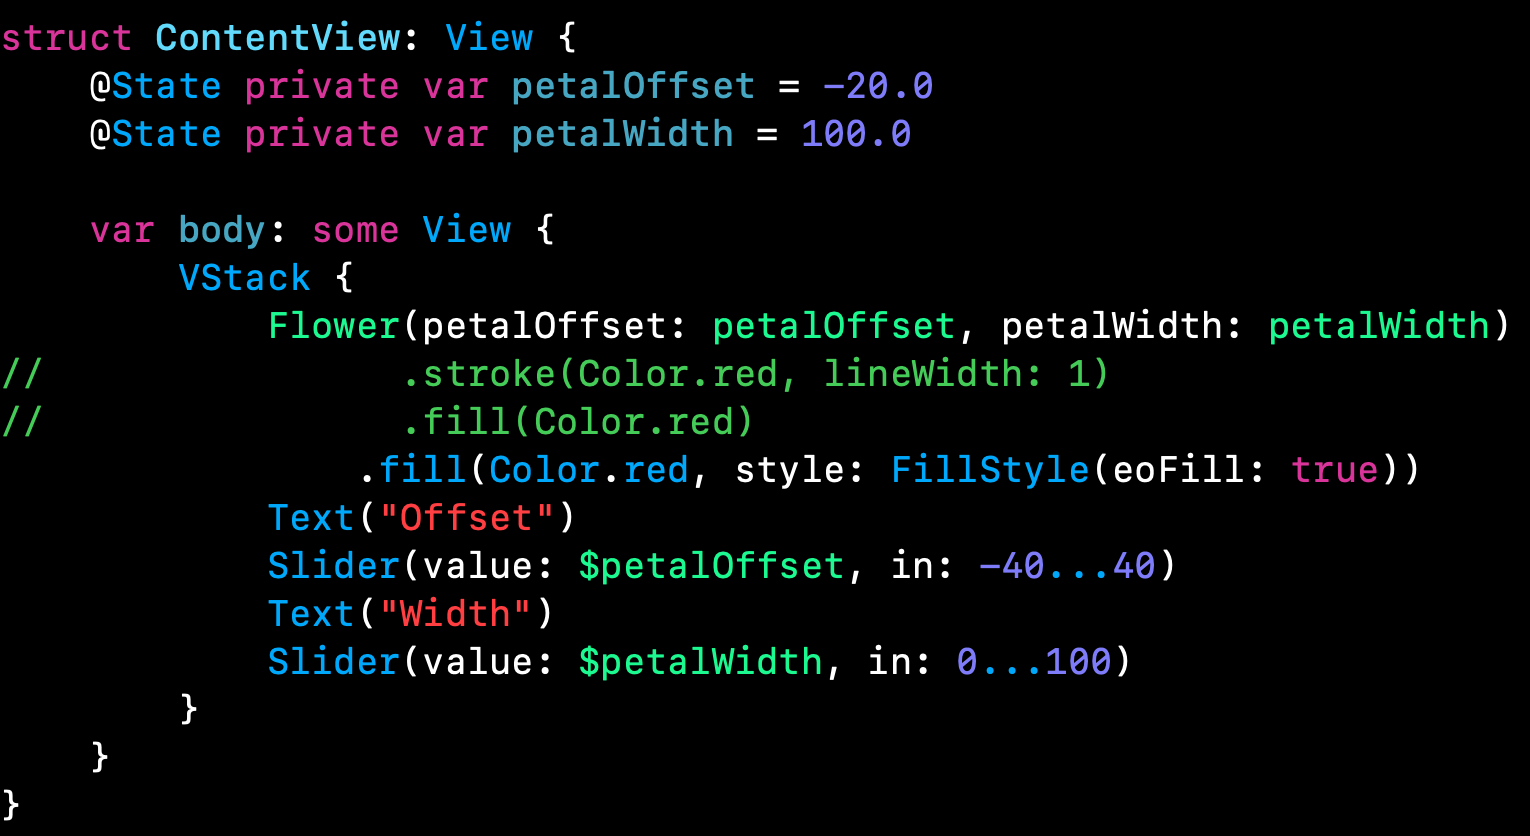 struct ContentView: View {
    @State private var petalOffset = -20.0
    @State private var petalWidth = 100.0

    var body: some View {
        VStack {
            Flower(petalOffset: petalOffset, petalWidth: petalWidth)
//                .stroke(Color.red, lineWidth: 1)
//                .fill(Color.red)
                .fill(Color.red, style: FillStyle(eoFill: true))
            Text("Offset")
            Slider(value: $petalOffset, in: -40...40)
            Text("Width")
            Slider(value: $petalWidth, in: 0...100)
        }
    }
}